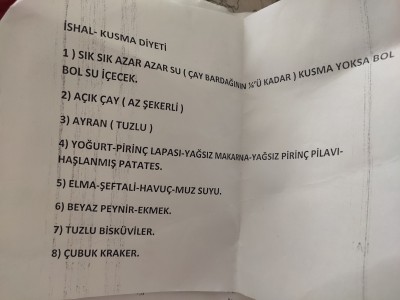 İSHAL- KUSMA DİYETİ
1 ) SIK SIK AZAR AZAR SU ( ÇAY BARDAĞININ ¼'Ü KADAR ) KUSMA YOKSA BOL
BOL SU İÇECEK.
2) AÇIK ÇAY ( AZ ŞEKERLİ )
3) AYRAN ( TUZLU )
4) YOĞURT-PİRİNÇ LAPASI-YAĞSIZ MAKARNA-YAĞSIZ PİRİNÇ PİLAVI-
HAŞLANMIŞ PATATES.
5) ELMA-ŞEFTALİ-HAVUÇ-MUZ SUYU.
6) BEYAZ PEYNİR-EKMEK.
7) TUZLU BİSKÜVİLER.
8) ÇUBUK KRAKER.